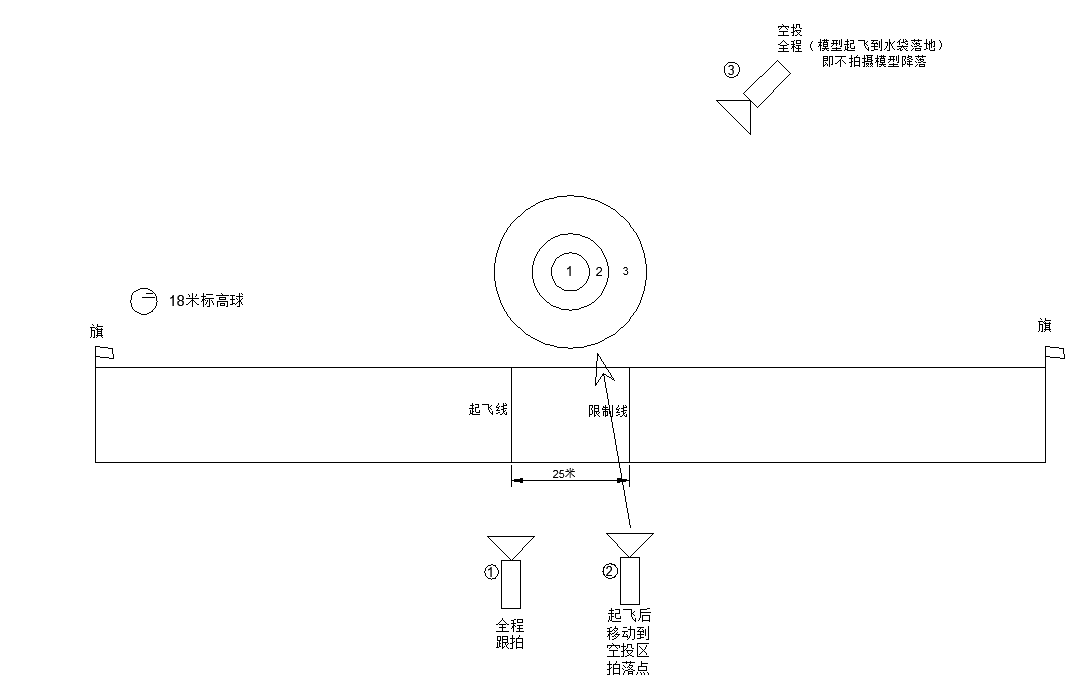 空投
全程（模型起飞到水袋落地）
即不拍摄模型降落
③
1
2
3
18米标高球
旗
旗
起飞线
限制线
25米
①
全程
跟拍
②
起飞后
移动到
空投区
拍落点